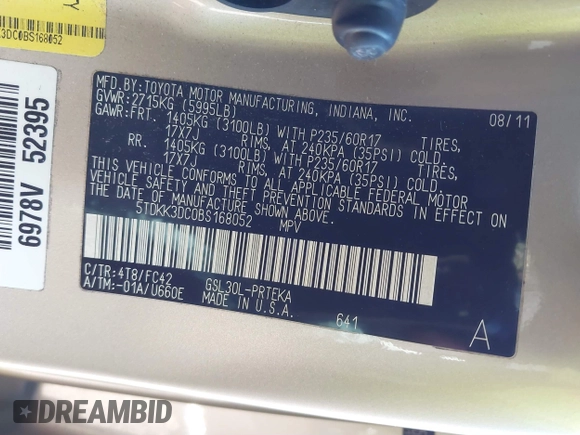 3DC0BS168052
6978V 52395
MFD.BY:TOYOTA MOTOR MANUFACTURING, INDIANA, INC. 08/11
GVWR: 2715KG (5995LB)
GAWR:FRT. 1405KG (3100LB) WITH P235/60R17 TIRES,
17X7J RIMS, AT 240KPA (35PSI) COLD.
RR. 1405KG (3100LB) WITH P235/60R17 TIRES,
17X7J RIMS, AT 240KPA (35PSI) COLD.
THIS VEHICLE CONFORMS TO ALL APPLICABLE FEDERAL MOTOR
VEHICLE SAFETY AND THEFT PREVENTION STANDARDS IN EFFECT
ON THE DATE OF MANUFACTURE SHOWN ABOVE.
5TDKK3DC0BS168052 MPV
C/TR:4T8/FC42 GSL30L-PRTEKA
A/TM:-01A/U660E MADE IN U.S.A.
641
A
DREAMBID